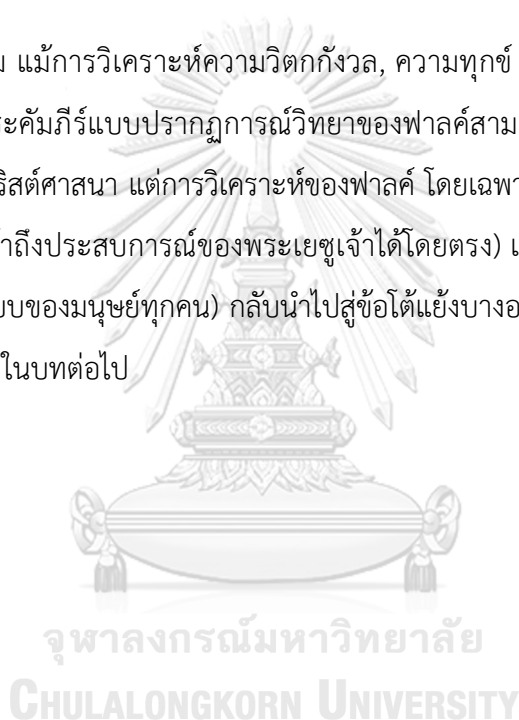 ม แม้การวิเคราะห์ความวิตกกังวล, ความทุกข์
ะคัมภีร์แบบปรากฏการณ์วิทยาของฟาลค์สาม
ริสต์ศาสนา แต่การวิเคราะห์ของฟาลค์ โดยเฉพา
าถึงประสบการณ์ของพระเยซูเจ้าได้โดยตรง) แ
บบของมนุษย์ทุกคน) กลับนำไปสู่ข้อโต้แย้งบางอ
ในบทต่อไป
จุฬาลงกรณ์มหาวิทยาลัย
CHULALONGKORN UNIVERSITY